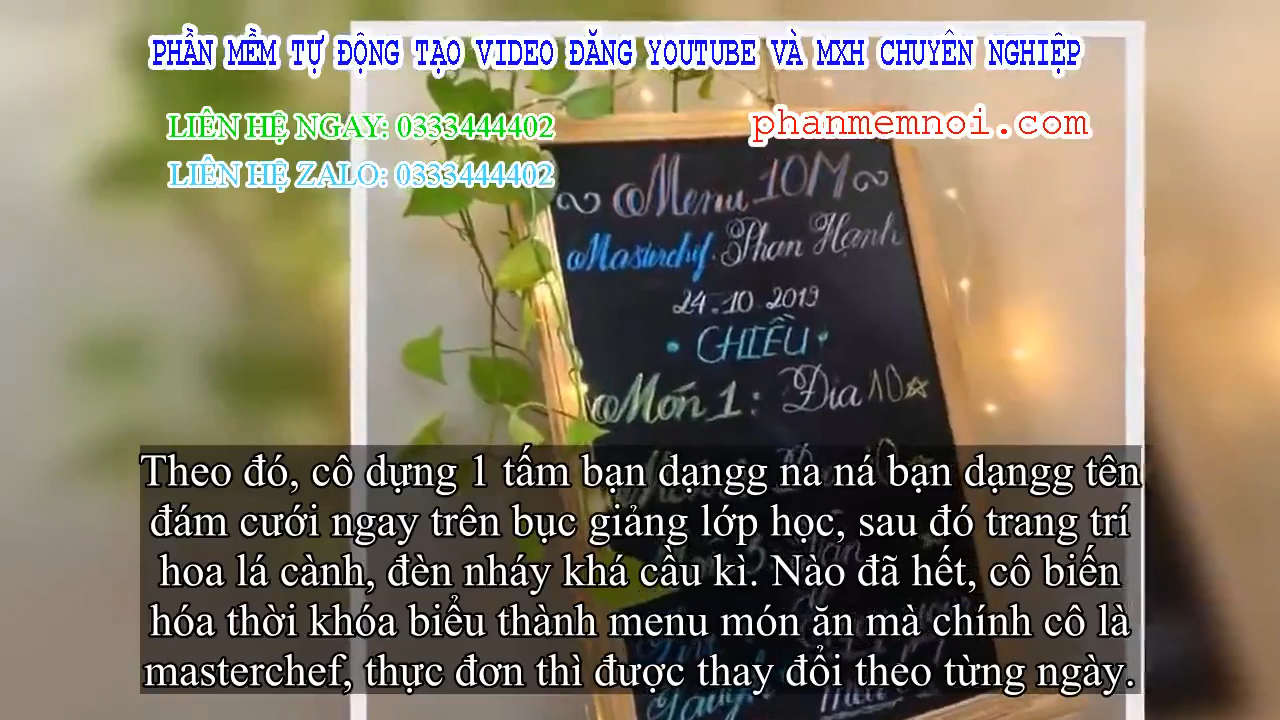 PHẦN MỀM TỰ ĐỘNG TẠO VIDEO ĐĂNG YOUTUBE VÀ MXH CHUYÊN NGHIỆP
LIÊN HỆ NGAY: 0333444402
phanmemnoi.com
LIÊN HỆ ZALO: 0333444402
Menu 10M
Masterchef. Phan Hạnh
24.10.2019
CHIỀU
Món 1: Địa 10
Theo đó, cô dựng 1 tấm bạn dạngg na ná bạn dạngg tên
đám cưới ngay trên bục giảng lớp học, sau đó trang trí
hoa lá cành, đèn nháy khá cầu kì. Nào đã hết, cô biến
hóa thời khóa biểu thành menu món ăn mà chính cô là
masterchef, thực đơn thì được thay đổi theo từng ngày.